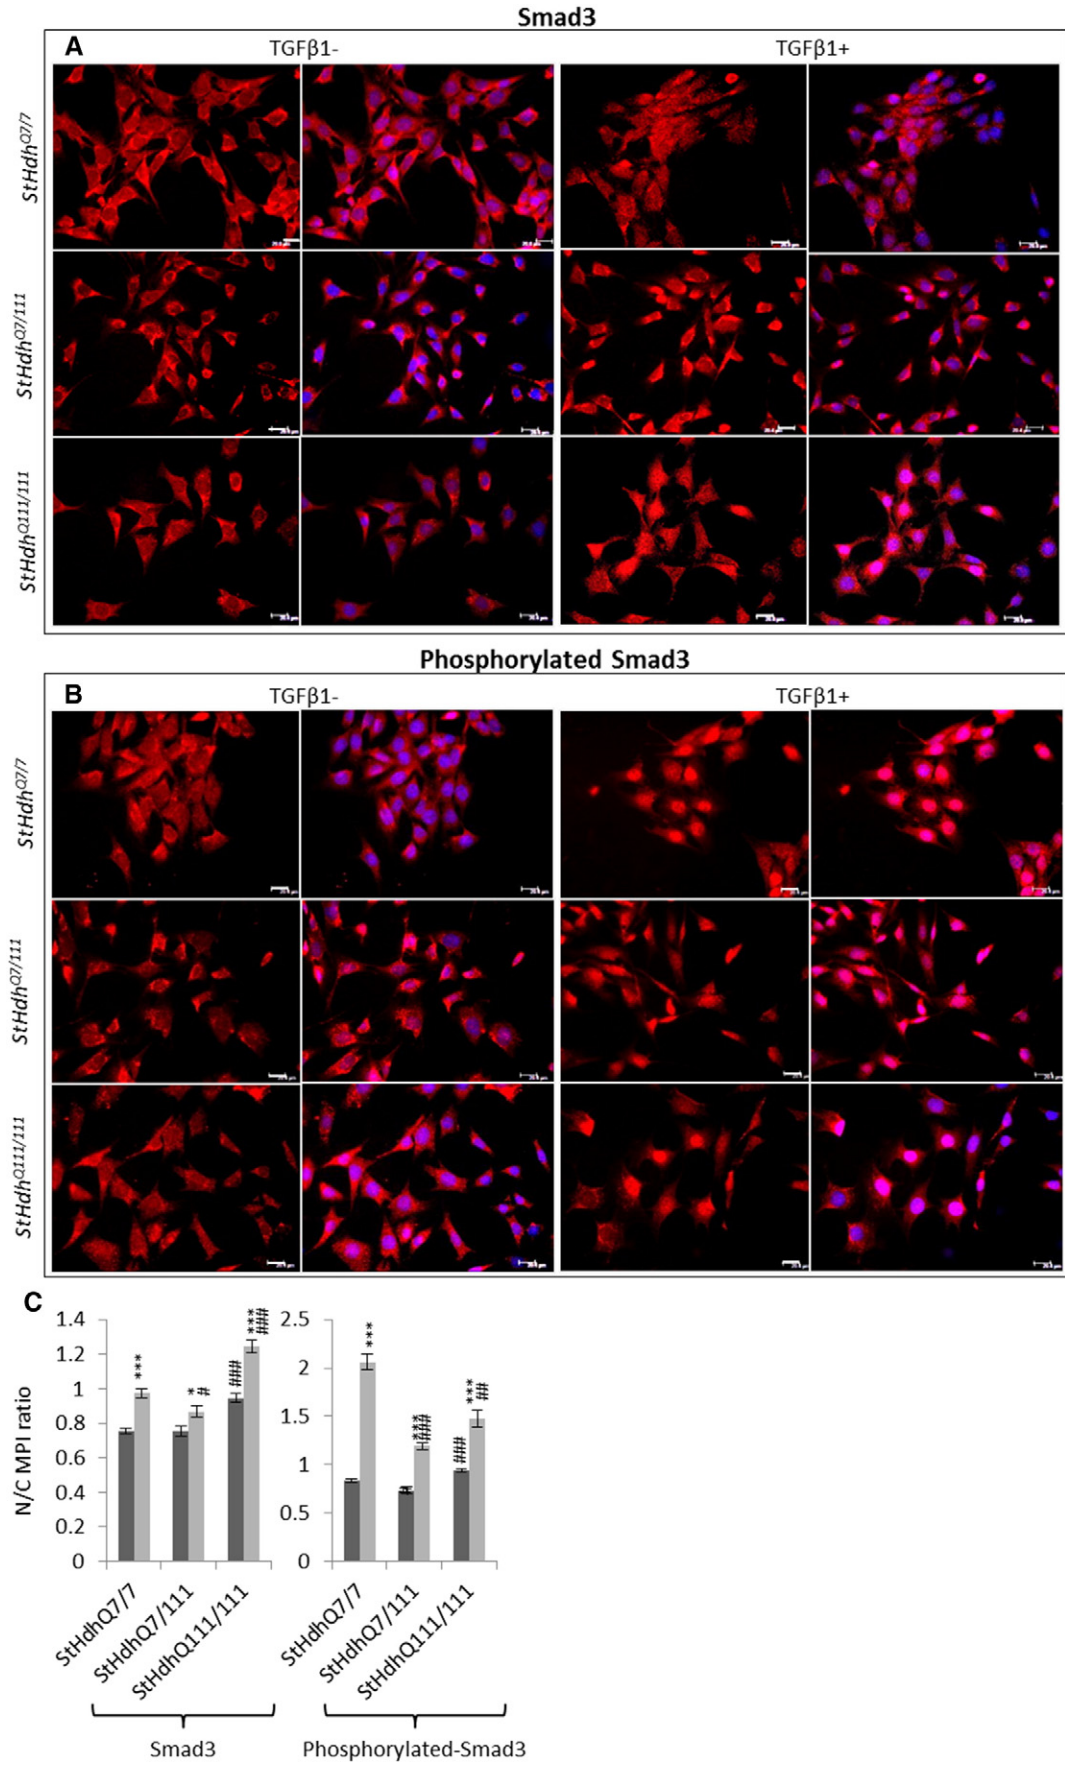 Smad3
A
TGFβ1-
TGFβ1+
StHdhQ7/7
StHdhQ7/111
StHdhQ111/111
Phosphorylated Smad3
B
TGFβ1-
TGFβ1+
StHdhQ7/7
StHdhQ7/111
StHdhQ111/111
C
N/C MPI ratio
1.4
1.2
1
0.8
0.6
0.4
0.2
0
***
*
#
###
***
###
StHdhQ7/7
StHdhQ7/111
StHdhQ111/111
Smad3
2.5
2
1.5
1
0.5
0
***
***
###
###
***
##
StHdhQ7/7
StHdhQ7/111
StHdhQ111/111
Phosphorylated-Smad3